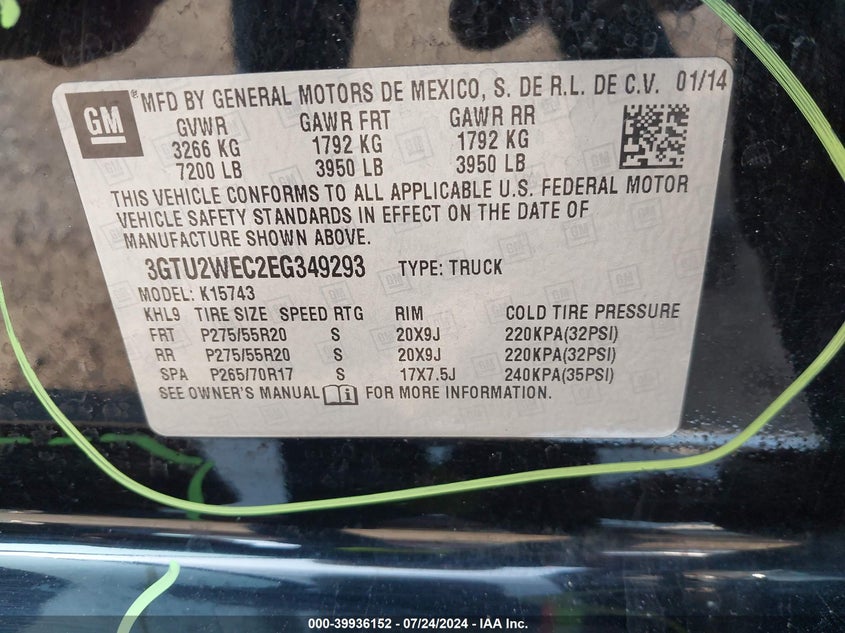 GM ® MFD BY GENERAL MOTORS DE MEXICO, S. DE R.L. DE C.V. 01/14
GVWR GAWR FRT GAWR RR
3266 KG 1792 KG 1792 KG
7200 LB 3950 LB 3950 LB
THIS VEHICLE CONFORMS TO ALL APPLICABLE U.S. FEDERAL MOTOR
VEHICLE SAFETY STANDARDS IN EFFECT ON THE DATE OF
MANUFACTURE SHOWN ABOVE.
3GTU2WEC2EG349293 TYPE: TRUCK
MODEL: K15743
KHL9 TIRE SIZE SPEED RTG RIM COLD TIRE PRESSURE
FRT P275/55R20 S 20X9J 220KPA(32PSI)
RR P275/55R20 S 20X9J 220KPA(32PSI)
SPA P265/70R17 S 17X7.5J 240KPA(35PSI)
SEE OWNER'S MANUAL FOR MORE INFORMATION.
000-39936152 - 07/24/2024 - IAA Inc.